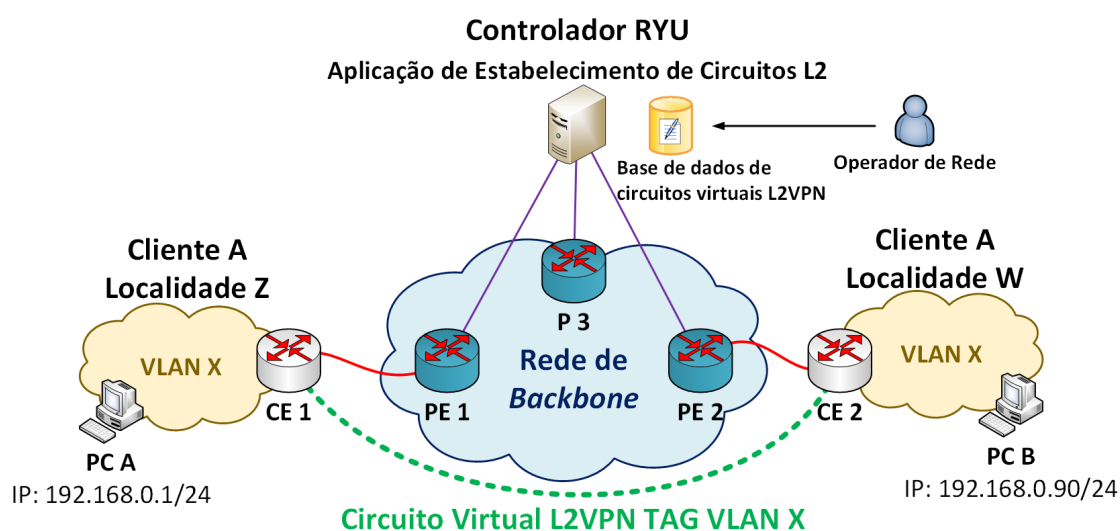 Controlador RYU
Aplicação de Estabelecimento de Circuitos L2
Base de dados de
circuitos virtuais L2VPN
Operador de Rede
Cliente A
Localidade Z
Cliente A
Localidade W
P 3
VLAN X
CE 1
PE 1
Rede de
Backbone
PE 2
CE 2
VLAN X
PC A
IP: 192.168.0.1/24
PC B
IP: 192.168.0.90/24
Circuito Virtual L2VPN TAG VLAN X